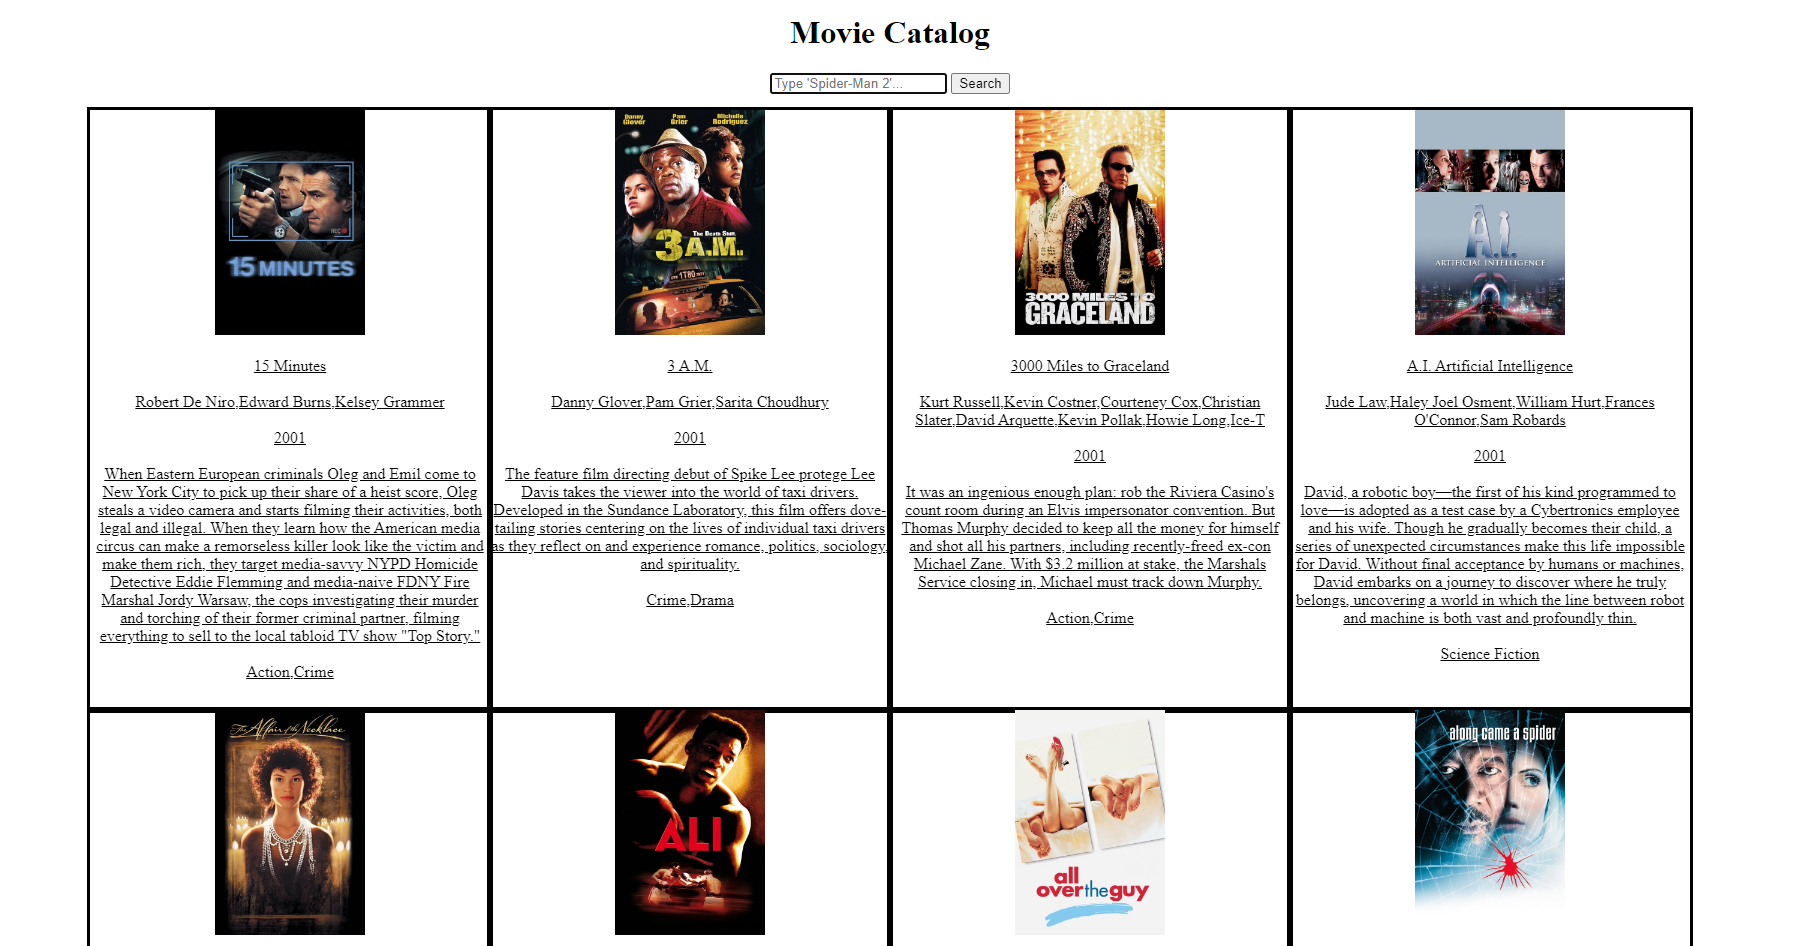 Movie Catalog
Type 'Spider-Man 2'...
Search
REC
15 MINUTES
15 Minutes
Robert De Niro,Edward Burns,Kelsey Grammer
2001
When Eastern European criminals Oleg and Emil come to
New York City to pick up their share of a heist score, Oleg
steals a video camera and starts filming their activities, both
legal and illegal. When they learn how the American media
circus can make a remorseless killer look like the victim and
make them rich, they target media-savvy NYPD Homicide
Detective Eddie Flemming and media-naive FDNY Fire
Marshal Jordy Warsaw, the cops investigating their murder
and torching of their former criminal partner, filming
everything to sell to the local tabloid TV show "Top Story."
Action,Crime
Danny Glover
Pam Grier
Michelle Rodriguez
The Death Shift.
3 A.M.
1780
3 A.M.
Danny Glover,Pam Grier,Sarita Choudhury
2001
The feature film directing debut of Spike Lee protege Lee
Davis takes the viewer into the world of taxi drivers.
Developed in the Sundance Laboratory, this film offers dove-
tailing stories centering on the lives of individual taxi drivers
as they reflect on and experience romance, politics, sociology,
and spirituality.
Crime,Drama
3000 MILES TO
GRACELAND
3000 Miles to Graceland
Kurt Russell,Kevin Costner,Courteney Cox,Christian
Slater,David Arquette,Kevin Pollak,Howie Long,Ice-T
2001
It was an ingenious enough plan: rob the Riviera Casino's
count room during an Elvis impersonator convention. But
Thomas Murphy decided to keep all the money for himself
and shot all his partners, including recently-freed ex-con
Michael Zane. With $3.2 million at stake, the Marshals
Service closing in, Michael must track down Murphy.
Action,Crime
A.i.
ARTIFICIAL INTELLIGENCE
A.I. Artificial Intelligence
Jude Law,Haley Joel Osment,William Hurt,Frances
O'Connor,Sam Robards
2001
David, a robotic boy—the first of his kind programmed to
love—is adopted as a test case by a Cybertronics employee
and his wife. Though he gradually becomes their child, a
series of unexpected circumstances make this life impossible
for David. Without final acceptance by humans or machines,
David embarks on a journey to discover where he truly
belongs, uncovering a world in which the line between robot
and machine is both vast and profoundly thin.
Science Fiction
The Affair of the Necklace
ALI
all
over the guy
along came a spider